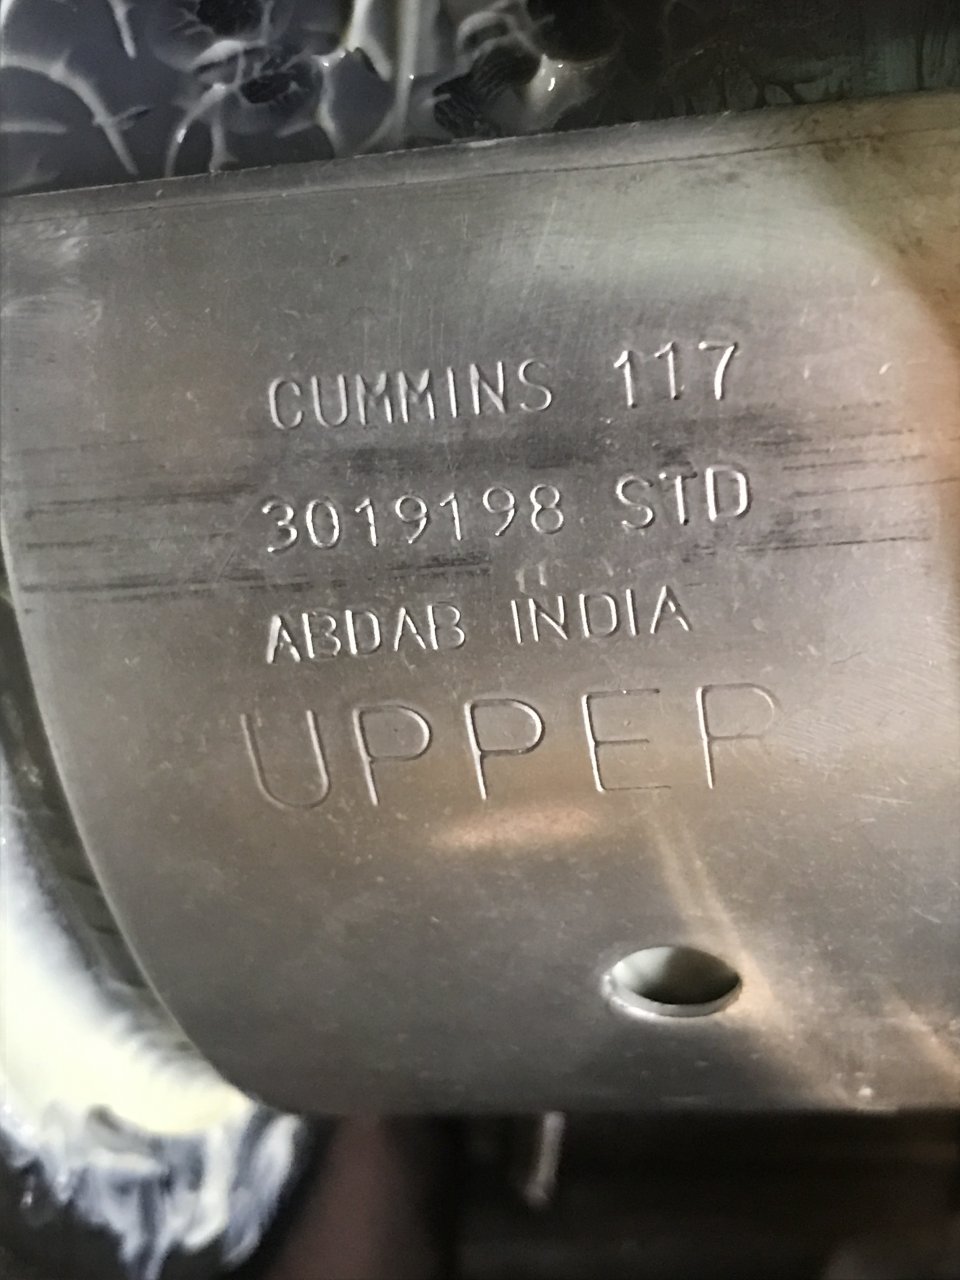 CUMMINS 117
3019198 STD
ABDAB INDIA
UPPER